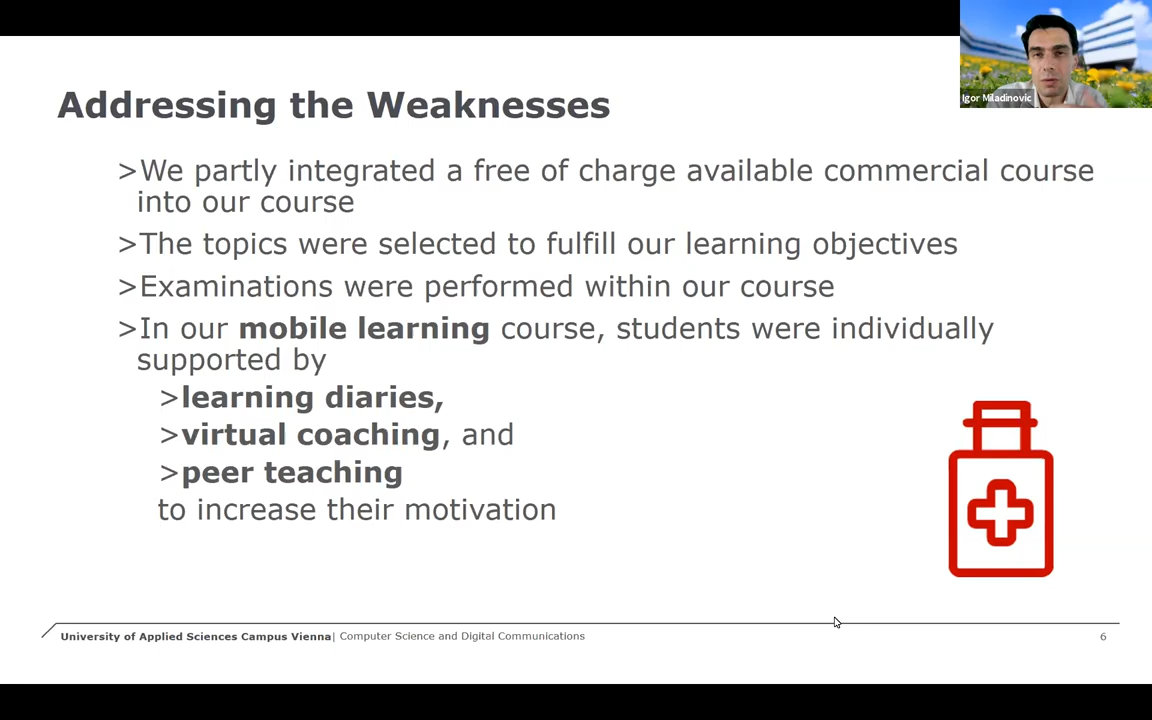 Igor Miladinovic
Addressing the Weaknesses
>We partly integrated a free of charge available commercial course
into our course
>The topics were selected to fulfill our learning objectives
>Examinations were performed within our course
>In our mobile learning course, students were individually
supported by
>learning diaries,
>virtual coaching, and
>peer teaching
to increase their motivation
University of Applied Sciences Campus Vienna| Computer Science and Digital Communications
6